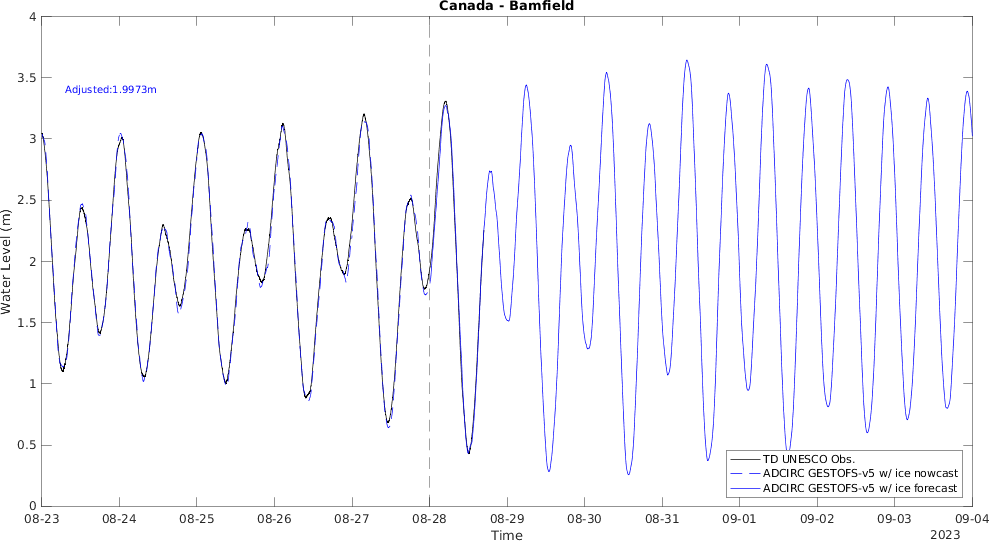 Canada - Bamfield
4
3.5
3
2.5
2
1.5
1
0.5
0
Water Level (m)
Adjusted:1.9973m
TD UNESCO Obs.
ADCIRC GESTOFS-v5 w/ ice nowcast
ADCIRC GESTOFS-v5 w/ ice forecast
08-23 08-24 08-25 08-26 08-27 08-28 08-29 08-30 08-31 09-01 09-02 09-03 09-04
Time
2023